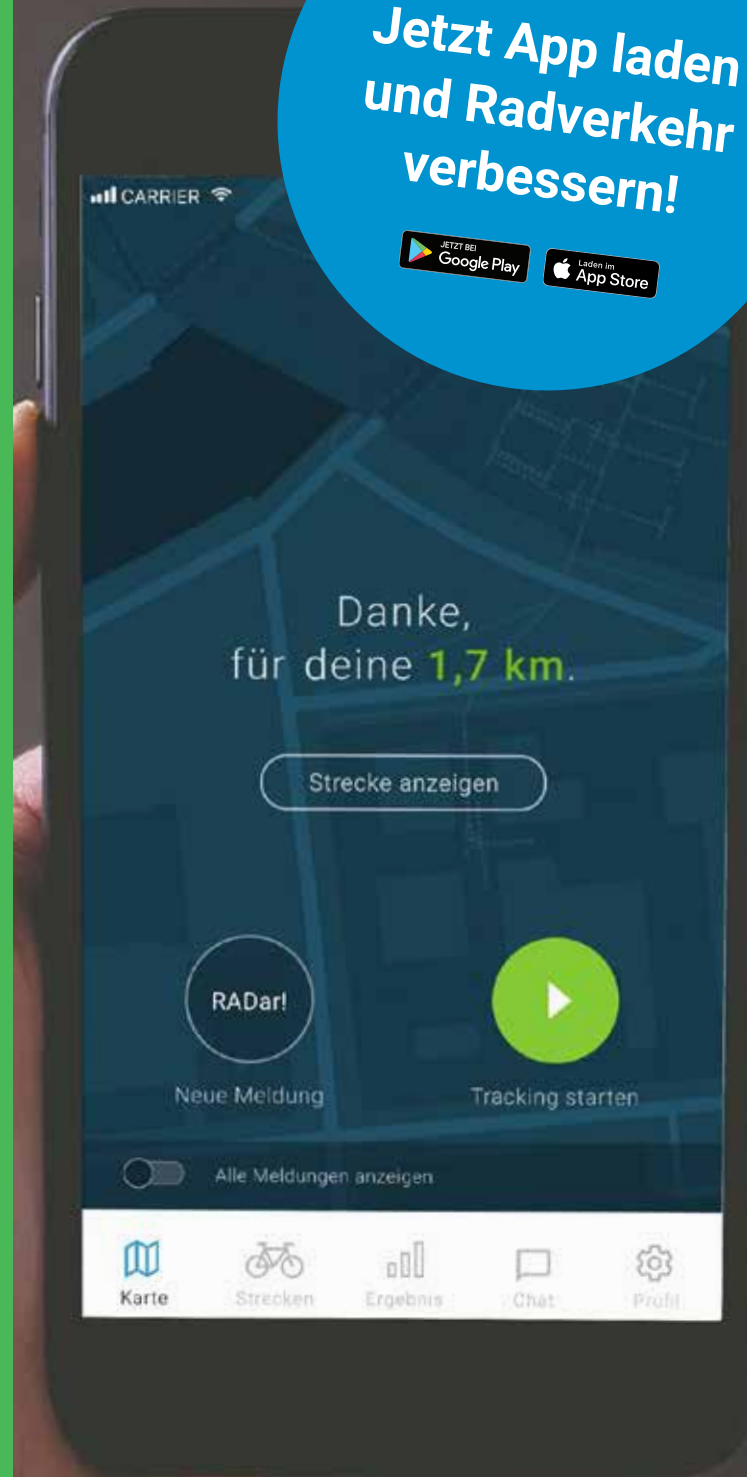 Jetzt App laden
und Radverkehr
verbessern!
JETZT BEI
Google Play
Laden im
App Store
CARRIER
Danke,
für deine 1,7 km.
Strecke anzeigen
RADar!
Neue Meldung
Tracking starten
Alle Meldungen anzeigen
Karte
Strecken
Ergebnis
Chat
Profil